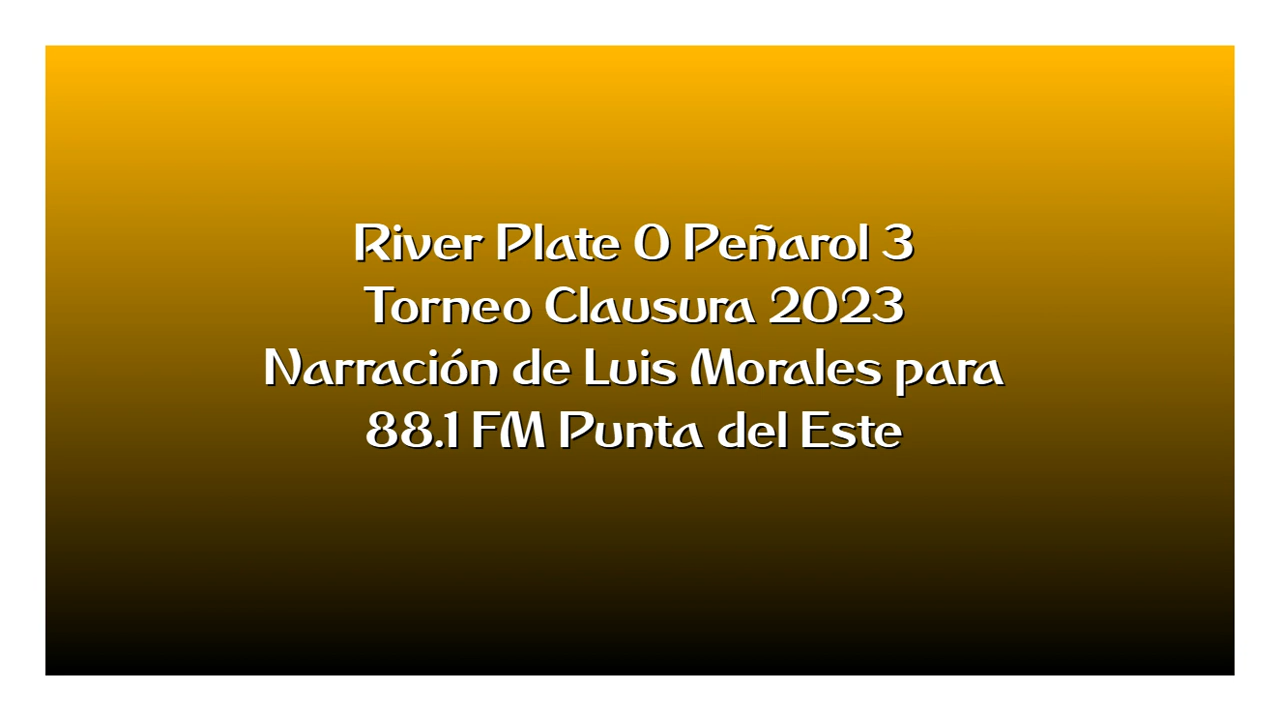 River Plate 0 Peñarol 3
Torneo Clausura 2023
Narración de Luis Morales para
88.1 FM Punta del Este